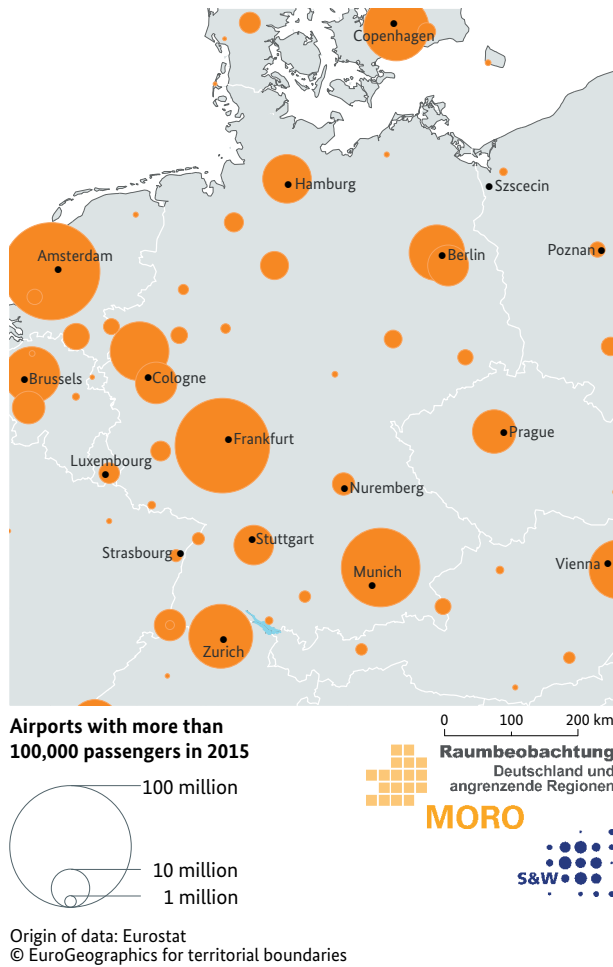 Copenhagen
Hamburg
Szscecin
Amsterdam
Berlin
Poznan
Brussels
Cologne
Frankfurt
Prague
Luxembourg
Nuremberg
Stuttgart
Strasbourg
Munich
Vienna
Zurich
Airports with more than
100,000 passengers in 2015
0 100 200 km
100 million
10 million
1 million
Raumbeobachtung
Deutschland und
angrenzende Regionen
MORO
S&W
Origin of data: Eurostat
© EuroGeographics for territorial boundaries